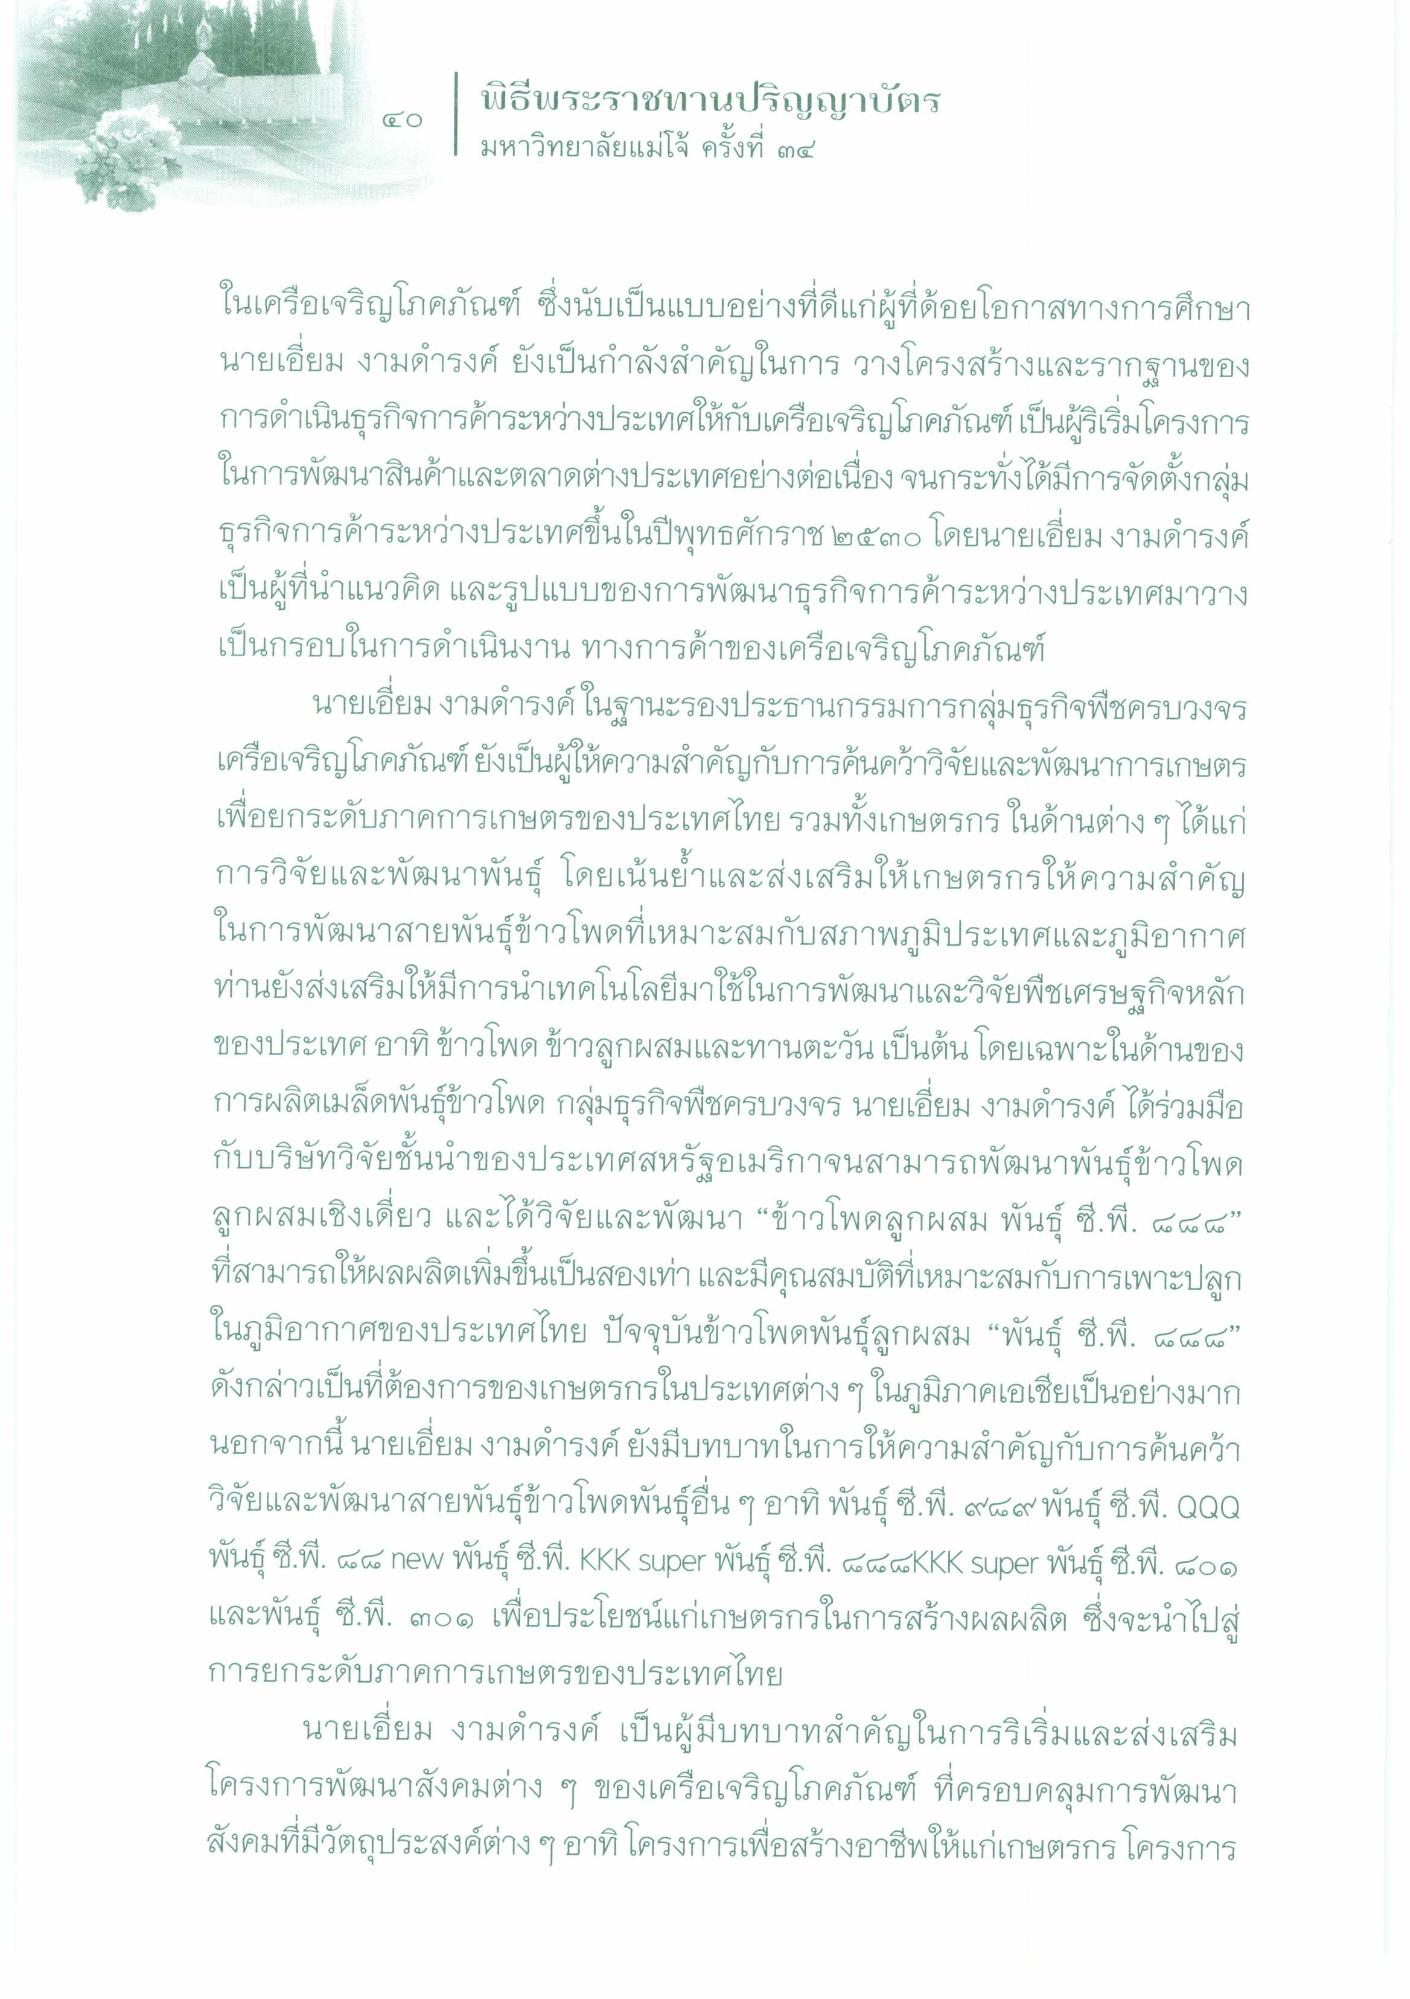 ๔๐
พิธีพระราชทานปริญญาบัตร
มหาวิทยาลัยแม่โจ้ ครั้งที่ ๓๔
ในเครือเจริญโภคภัณฑ์ ซึ่งนับเป็นแบบอย่างที่ดีแก่ผู้ที่ด้อยโอกาสทางการศึกษา
นายเอี่ยม งามดำรงค์ ยังเป็นกำลังสำคัญในการ วางโครงสร้างและรากฐานของ
การดำเนินธุรกิจการค้าระหว่างประเทศให้กับเครือเจริญโภคภัณฑ์ เป็นผู้ริเริ่มโครงการ
ในการพัฒนาสินค้าและตลาดต่างประเทศอย่างต่อเนื่อง จนกระทั่งได้มีการจัดตั้งกลุ่ม
ธุรกิจการค้าระหว่างประเทศขึ้นในปีพุทธศักราช ๒๕๓๐ โดยนายเอี่ยม งามดำรงค์
เป็นผู้ที่นำแนวคิด และรูปแบบของการพัฒนาธุรกิจการค้าระหว่างประเทศมาวาง
เป็นกรอบในการดำเนินงาน ทางการค้าของเครือเจริญโภคภัณฑ์
นายเอี่ยม งามดำรงค์ ในฐานะรองประธานกรรมการกลุ่มธุรกิจพืชครบวงจร
เครือเจริญโภคภัณฑ์ ยังเป็นผู้ให้ความสำคัญกับการค้นคว้าวิจัยและพัฒนาการเกษตร
เพื่อยกระดับภาคการเกษตรของประเทศไทย รวมทั้งเกษตรกร ในด้านต่าง ๆ ได้แก่
การวิจัยและพัฒนาพันธุ์ โดยเน้นย้ำและส่งเสริมให้เกษตรกรให้ความสำคัญ
ในการพัฒนาสายพันธุ์ข้าวโพดที่เหมาะสมกับสภาพภูมิประเทศและภูมิอากาศ
ท่านยังส่งเสริมให้มีการนำเทคโนโลยีมาใช้ในการพัฒนาและวิจัยพืชเศรษฐกิจหลัก
ของประเทศ อาทิ ข้าวโพด ข้าวลูกผสมและทานตะวัน เป็นต้น โดยเฉพาะในด้านของ
การผลิตเมล็ดพันธุ์ข้าวโพด กลุ่มธุรกิจพืชครบวงจร นายเอี่ยม งามดำรงค์ ได้ร่วมมือ
กับบริษัทวิจัยชั้นนำของประเทศสหรัฐอเมริกาจนสามารถพัฒนาพันธุ์ข้าวโพด
ลูกผสมเชิงเดี่ยว และได้วิจัยและพัฒนา “ข้าวโพดลูกผสม พันธุ์ ซี.พี. ๘๘๘”
ที่สามารถให้ผลผลิตเพิ่มขึ้นเป็นสองเท่า และมีคุณสมบัติที่เหมาะสมกับการเพาะปลูก
ในภูมิอากาศของประเทศไทย ปัจจุบันข้าวโพดพันธุ์ลูกผสม “พันธุ์ ซี.พี. ๘๘๘”
ดังกล่าวเป็นที่ต้องการของเกษตรกรในประเทศต่าง ๆ ในภูมิภาคเอเชียเป็นอย่างมาก
นอกจากนี้ นายเอี่ยม งามดำรงค์ ยังมีบทบาทในการให้ความสำคัญกับการค้นคว้า
วิจัยและพัฒนาสายพันธุ์ข้าวโพดพันธุ์อื่น ๆ อาทิ พันธุ์ ซี.พี. ๙๘๙ พันธุ์ ซี.พี. QQQ
พันธุ์ ซี.พี. ๘๘ new พันธุ์ ซี.พี. KKK super พันธุ์ ซี.พี. ๘๘๘KKK super พันธุ์ ซี.พี. ๘๐๑
และพันธุ์ ซี.พี. ๓๐๑ เพื่อประโยชน์แก่เกษตรกรในการสร้างผลผลิต ซึ่งจะนำไปสู่
การยกระดับภาคการเกษตรของประเทศไทย
นายเอี่ยม งามดำรงค์ เป็นผู้มีบทบาทสำคัญในการริเริ่มและส่งเสริม
โครงการพัฒนาสังคมต่าง ๆ ของเครือเจริญโภคภัณฑ์ ที่ครอบคลุมการพัฒนา
สังคมที่มีวัตถุประสงค์ต่าง ๆ อาทิ โครงการเพื่อสร้างอาชีพให้แก่เกษตรกร โครงการ